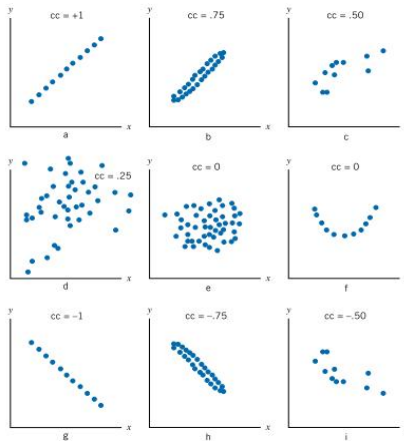 y y y
cc = +1 cc = .75 cc = .50
x x x
a b c
y y y
cc = .25 cc = 0 cc = 0
x x x
d e f
y y y
cc = −1 cc = −.75 cc = −.50
x x x
g h i